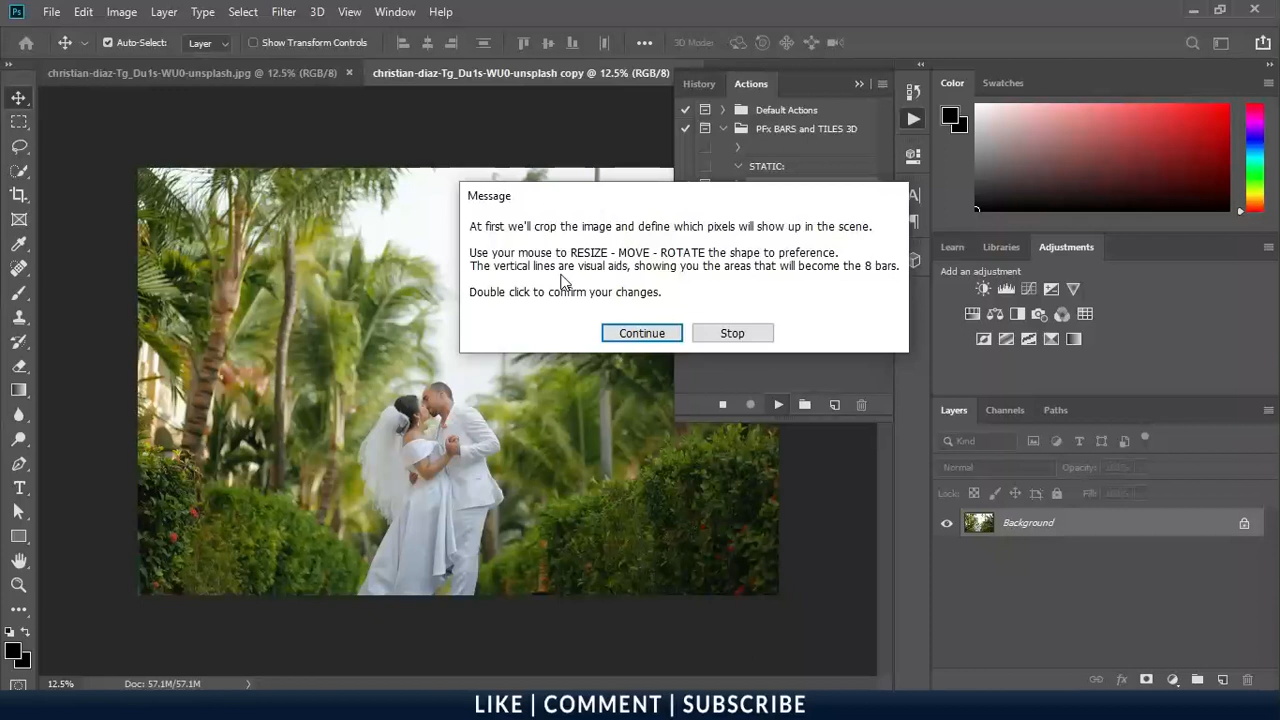 Ps File Edit Image Layer Type Select Filter 3D View Window Help
Auto-Select: Layer Show Transform Controls 3D Mode:
christian-diaz-Tg_Du1s-WU0-unsplash.jpg @ 12.5% (RGB/8) × christian-diaz-Tg_Du1s-WU0-unsplash copy @ 12.5% (RGB/8)
History Actions
Default Actions
PFx BARS and TILES 3D
STATIC:
Message
At first we'll crop the image and define which pixels will show up in the scene.
Use your mouse to RESIZE - MOVE - ROTATE the shape to preference.
The vertical lines are visual aids, showing you the areas that will become the 8 bars.
Double click to confirm your changes.
Continue Stop
Color Swatches
Learn Libraries Adjustments
Add an adjustment
Layers Channels Paths
Kind
Normal Opacity:
Lock: Fill:
Background
12.5% Doc: 57.1M/57.1M
LIKE | COMMENT | SUBSCRIBE